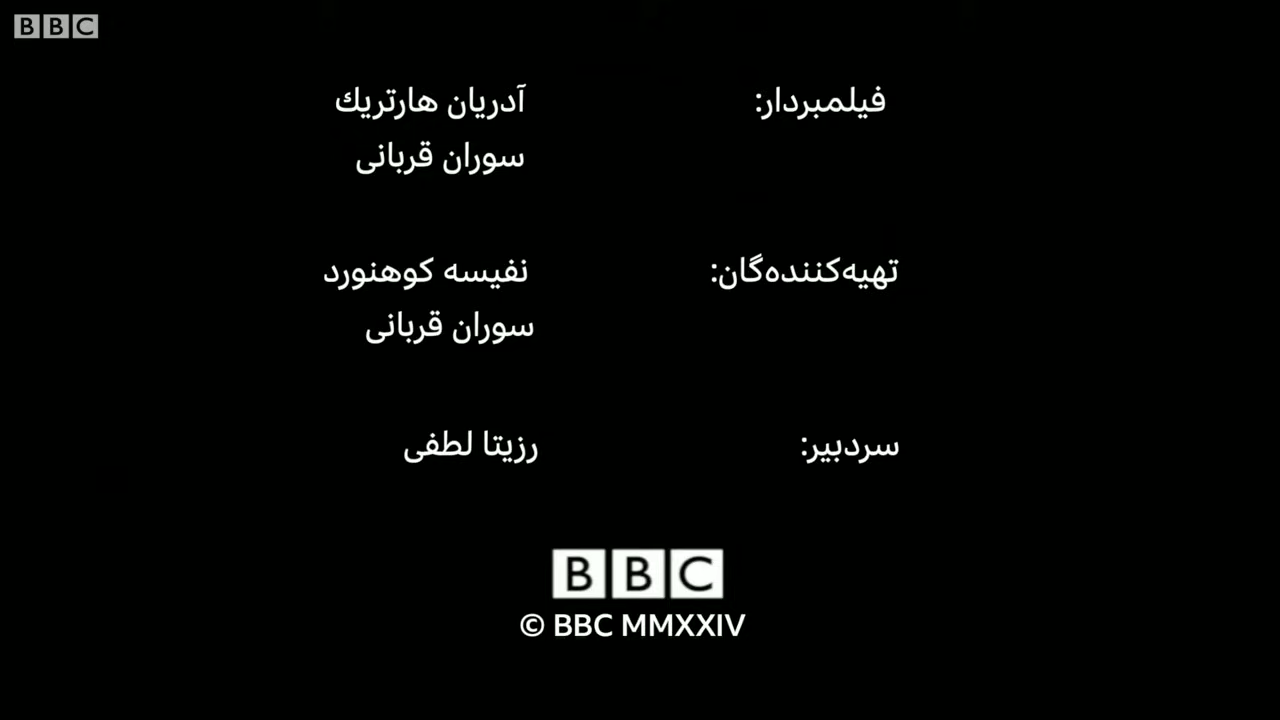 BBC
فیلمبردار: آدریان هارتریك
سوران قربانی
تهیه‌کننده‌گان: نفیسه کوهنورد
سوران قربانی
سردبیر: رزیتا لطفی
BBC
© BBC MMXXIV